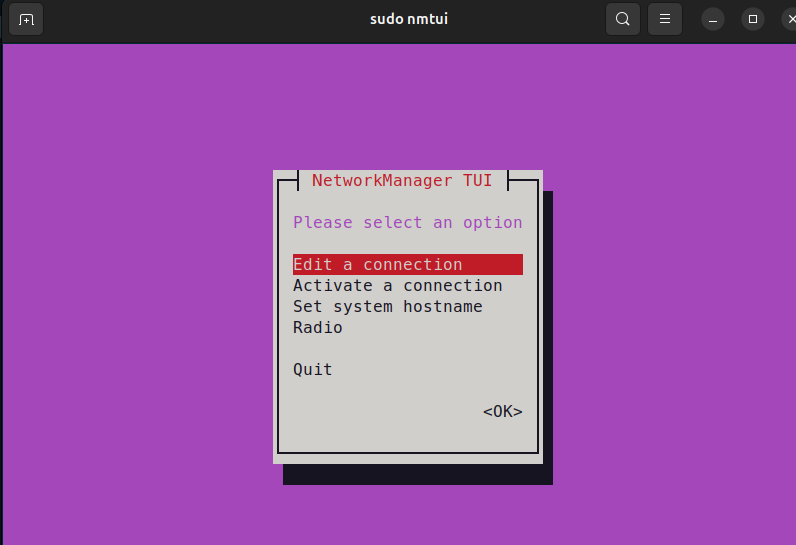 sudo nmtui
NetworkManager TUI
Please select an option
Edit a connection
Activate a connection
Set system hostname
Radio
Quit
<OK>